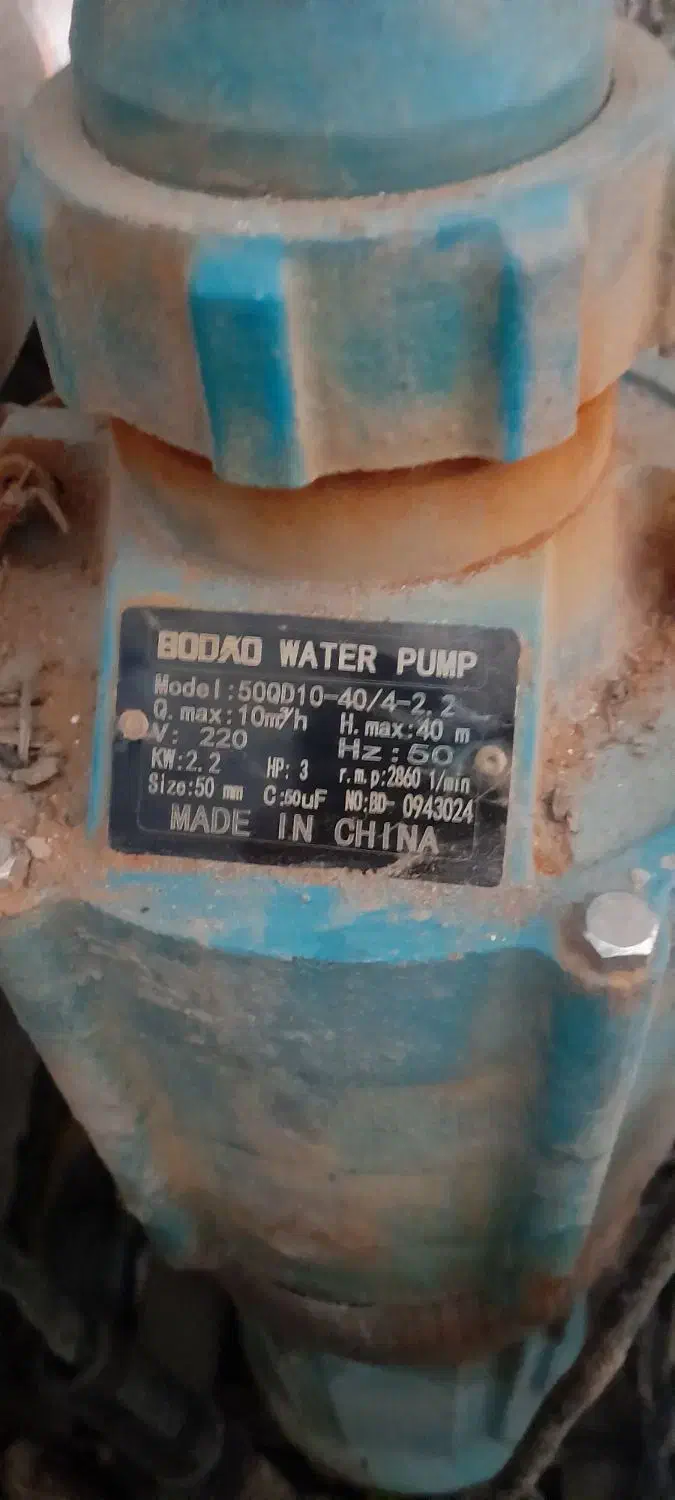 BODAO WATER PUMP
Model:50QD10-40/4-2.2
Q.max:10m³/h H.max:40 m
V: 220 Hz:50
KW:2.2 HP: 3 r.m.p:2860 1/min
Size:50 mm C:50uF NO:BD- 0943024
MADE IN CHINA